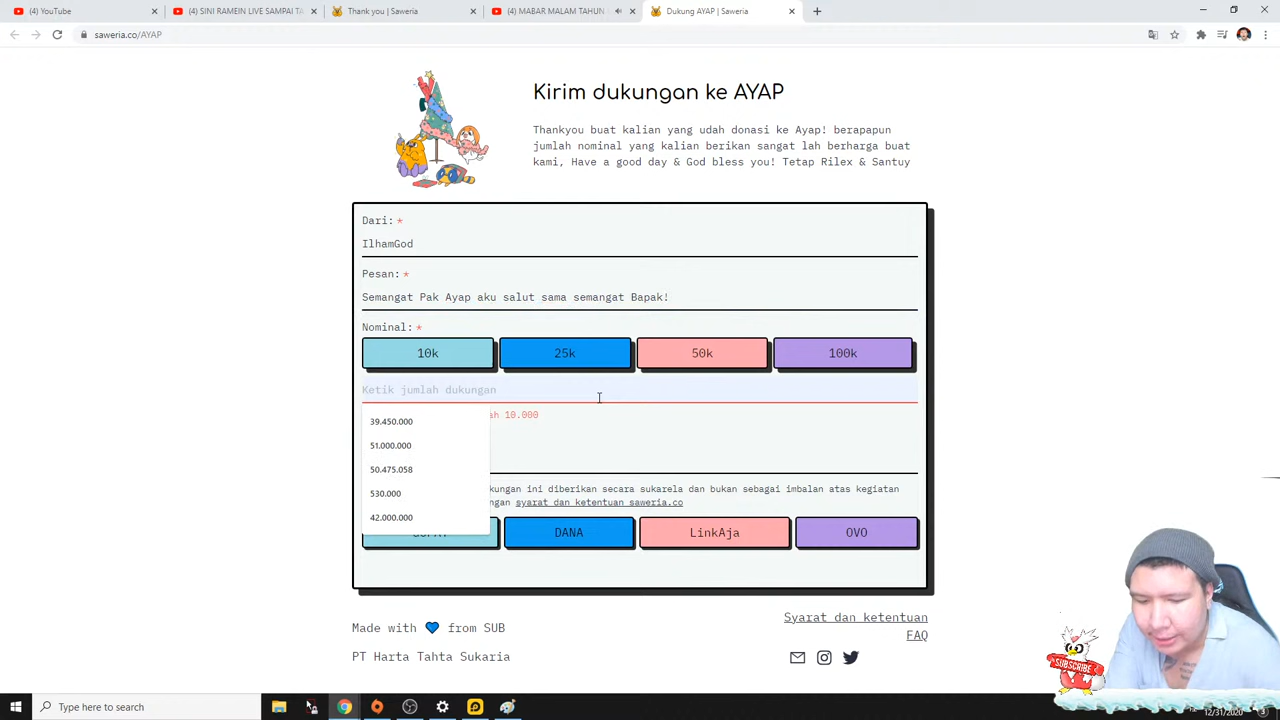 (4) YouTube
(4) SINI RAMEIN LIVE SAMPAI TA
Thank you | Saweria
(4) MABAR MALAM TAHUN
Dukung AYAP | Saweria
saweria.co/AYAP
Kirim dukungan ke AYAP
Thankyou buat kalian yang udah donasi ke Ayap! berapapun
jumlah nominal yang kalian berikan sangat lah berharga buat
kami, Have a good day & God bless you! Tetap Rilex & Santuy
Dari: *
IlhamGod
Pesan: *
Semangat Pak Ayap aku salut sama semangat Bapak!
Nominal: *
10k
25k
50k
100k
Ketik jumlah dukungan
ah 10.000
39.450.000
51.000.000
50.475.058
530.000
42.000.000
kungan ini diberikan secara sukarela dan bukan sebagai imbalan atas kegiatan
ngan syarat dan ketentuan saweria.co
DANA
LinkAja
OVO
Made with from SUB
PT Harta Tahta Sukaria
Syarat dan ketentuan
FAQ
SUBSCRIBE
Type here to search
12/31/2020